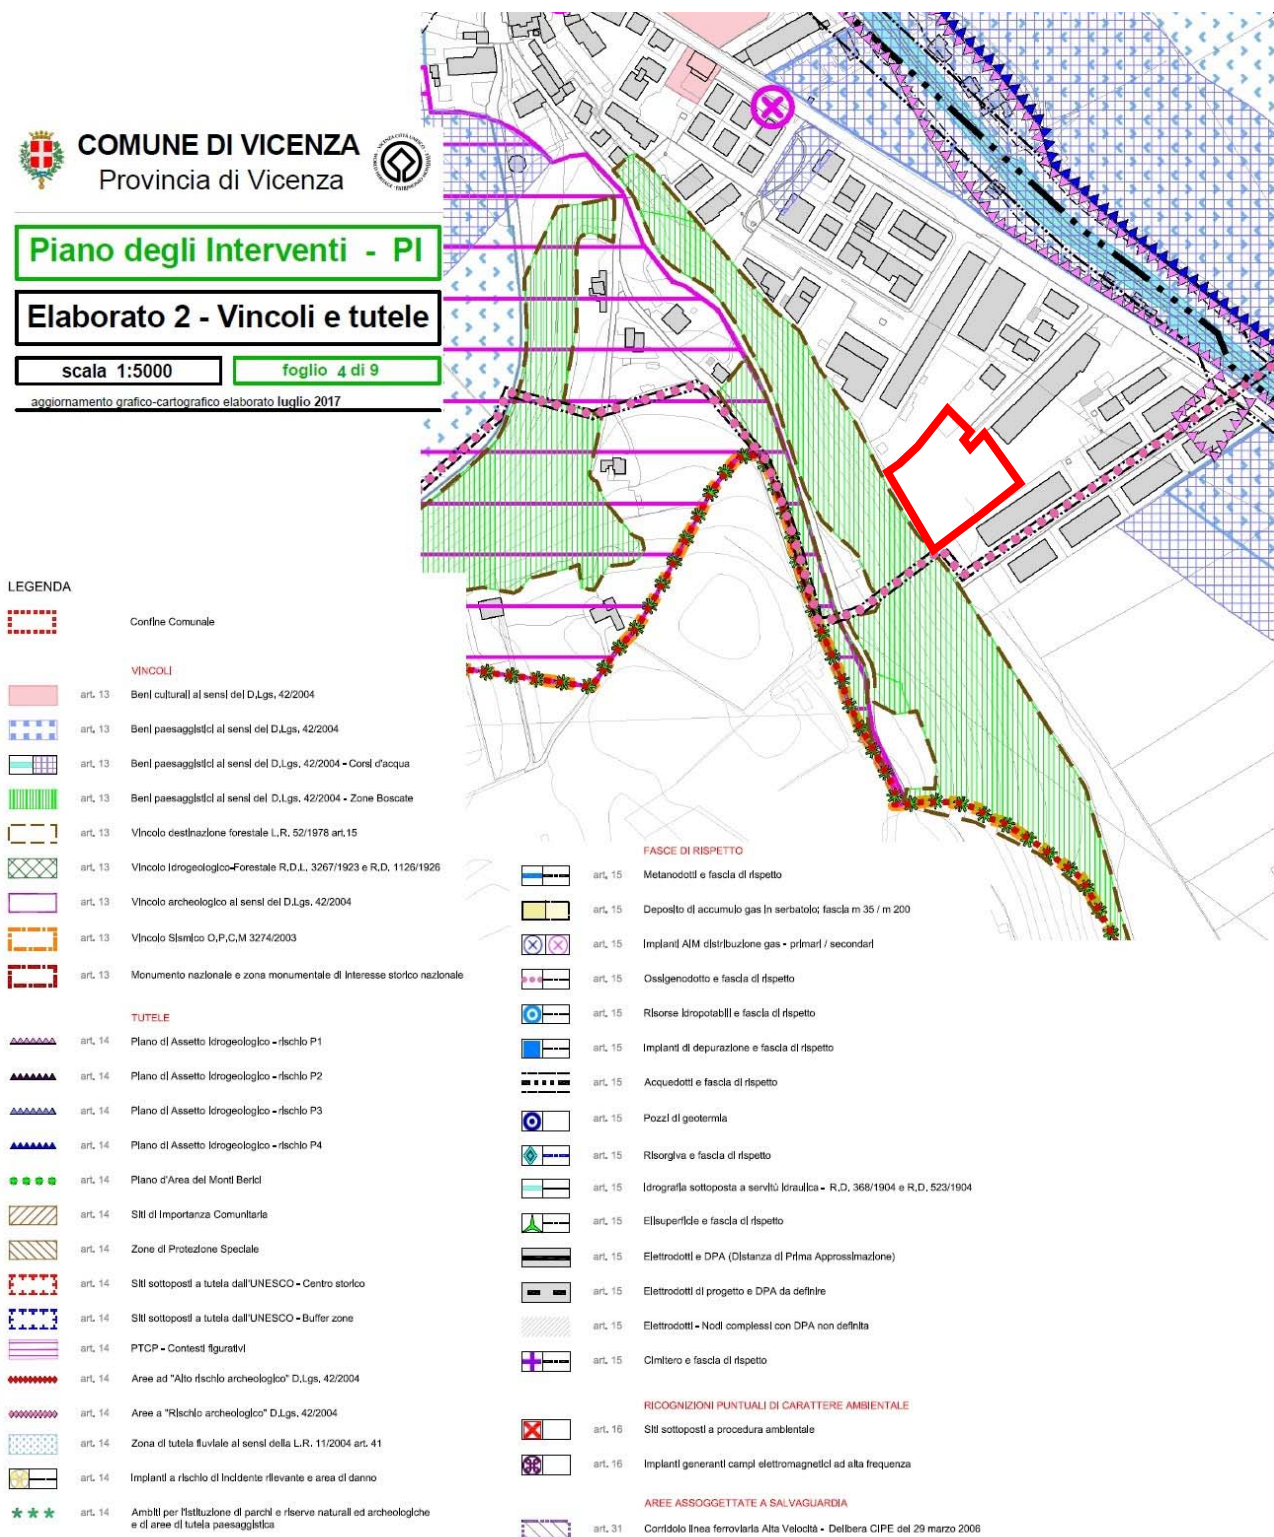 COMUNE DI VICENZA
Provincia di Vicenza
Piano degli Interventi - PI
Elaborato 2 - Vincoli e tutele
scala 1:5000
foglio 4 di 9
aggiornamento grafico-cartografico elaborato luglio 2017
LEGENDA
Confine Comunale
VINCOLI
art. 13 Beni culturali ai sensi del D.Lgs. 42/2004
art. 13 Beni paesaggistici ai sensi del D.Lgs. 42/2004
art. 13 Beni paesaggistici ai sensi del D.Lgs. 42/2004 - Corsi d'acqua
art. 13 Beni paesaggistici ai sensi del D.Lgs. 42/2004 - Zone Boscate
art. 13 Vincolo destinazione forestale L.R. 52/1978 art.15
art. 13 Vincolo Idrogeologico-Forestale R.D.L. 3267/1923 e R.D. 1126/1926
art. 13 Vincolo archeologico ai sensi del D.Lgs. 42/2004
art. 13 Vincolo Sismico O.P.C.M 3274/2003
art. 13 Monumento nazionale e zona monumentale di interesse storico nazionale
TUTELE
art. 14 Piano di Assetto Idrogeologico - rischio P1
art. 14 Piano di Assetto Idrogeologico - rischio P2
art. 14 Piano di Assetto Idrogeologico - rischio P3
art. 14 Piano di Assetto Idrogeologico - rischio P4
art. 14 Piano d'Area dei Monti Berici
art. 14 Siti di Importanza Comunitaria
art. 14 Zone di Protezione Speciale
art. 14 Siti sottoposti a tutela dall'UNESCO - Centro storico
art. 14 Siti sottoposti a tutela dall'UNESCO - Buffer zone
art. 14 PTCP - Contesti figurativi
art. 14 Aree ad "Alto rischio archeologico" D.Lgs. 42/2004
art. 14 Aree a "Rischio archeologico" D.Lgs. 42/2004
art. 14 Zona di tutela fluviale ai sensi della L.R. 11/2004 art. 41
art. 14 Impianti a rischio di incidente rilevante e area di danno
art. 14 Ambiti per l'istituzione di parchi e riserve naturali ed archeologiche
e di aree di tutela paesaggistica
FASCE DI RISPETTO
art. 15 Metanodotti e fascia di rispetto
art. 15 Deposito di accumulo gas in serbatoio; fascia m 35 / m 200
art. 15 Impianti AIM distribuzione gas - primari / secondari
art. 15 Ossigenodotto e fascia di rispetto
art. 15 Risorse idropotabili e fascia di rispetto
art. 15 Impianti di depurazione e fascia di rispetto
art. 15 Acquedotti e fascia di rispetto
art. 15 Pozzi di geotermia
art. 15 Risorgiva e fascia di rispetto
art. 15 Idrografia sottoposta a servitù idraulica - R.D. 368/1904 e R.D. 523/1904
art. 15 Elisuperficie e fascia di rispetto
art. 15 Elettrodotti e DPA (Distanza di Prima Approssimazione)
art. 15 Elettrodotti di progetto e DPA da definire
art. 15 Elettrodotti - Nodi complessi con DPA non definita
art. 15 Cimitero e fascia di rispetto
RICOGNIZIONI PUNTUALI DI CARATTERE AMBIENTALE
art. 16 Siti sottoposti a procedura ambientale
art. 16 Impianti generanti campi elettromagnetici ad alta frequenza
AREE ASSOGGETTATE A SALVAGUARDIA
art. 31 Corridoio linea ferroviaria Alta Velocità - Delibera CIPE del 29 marzo 2006